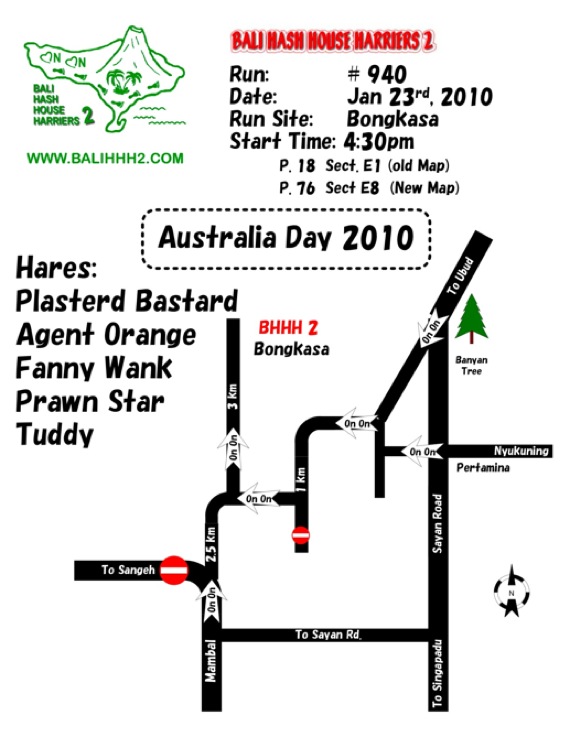 N N
BALI
HASH
HOUSE
HARRIERS 2
WWW.BALIHHH2.COM
BALI HASH HOUSE HARRIERS 2
Run: # 940
Date: Jan 23rd, 2010
Run Site: Bongkasa
Start Time: 4:30pm
P. 18 Sect. E1 (old Map)
P. 76 Sect E8 (New Map)
Australia Day 2010
Hares:
Plasterd Bastard
Agent Orange
Fanny Wank
Prawn Star
Tuddy
BHHH 2
Bongkasa
To Ubud
On On
Banyan
Tree
3 Km
On On
On On
On On
Nyukuning
Pertamina
1 Km
On On
Sayan Road
2.5 Km
To Sangeh
On On
N
To Sayan Rd.
Mambal
To Singapadu